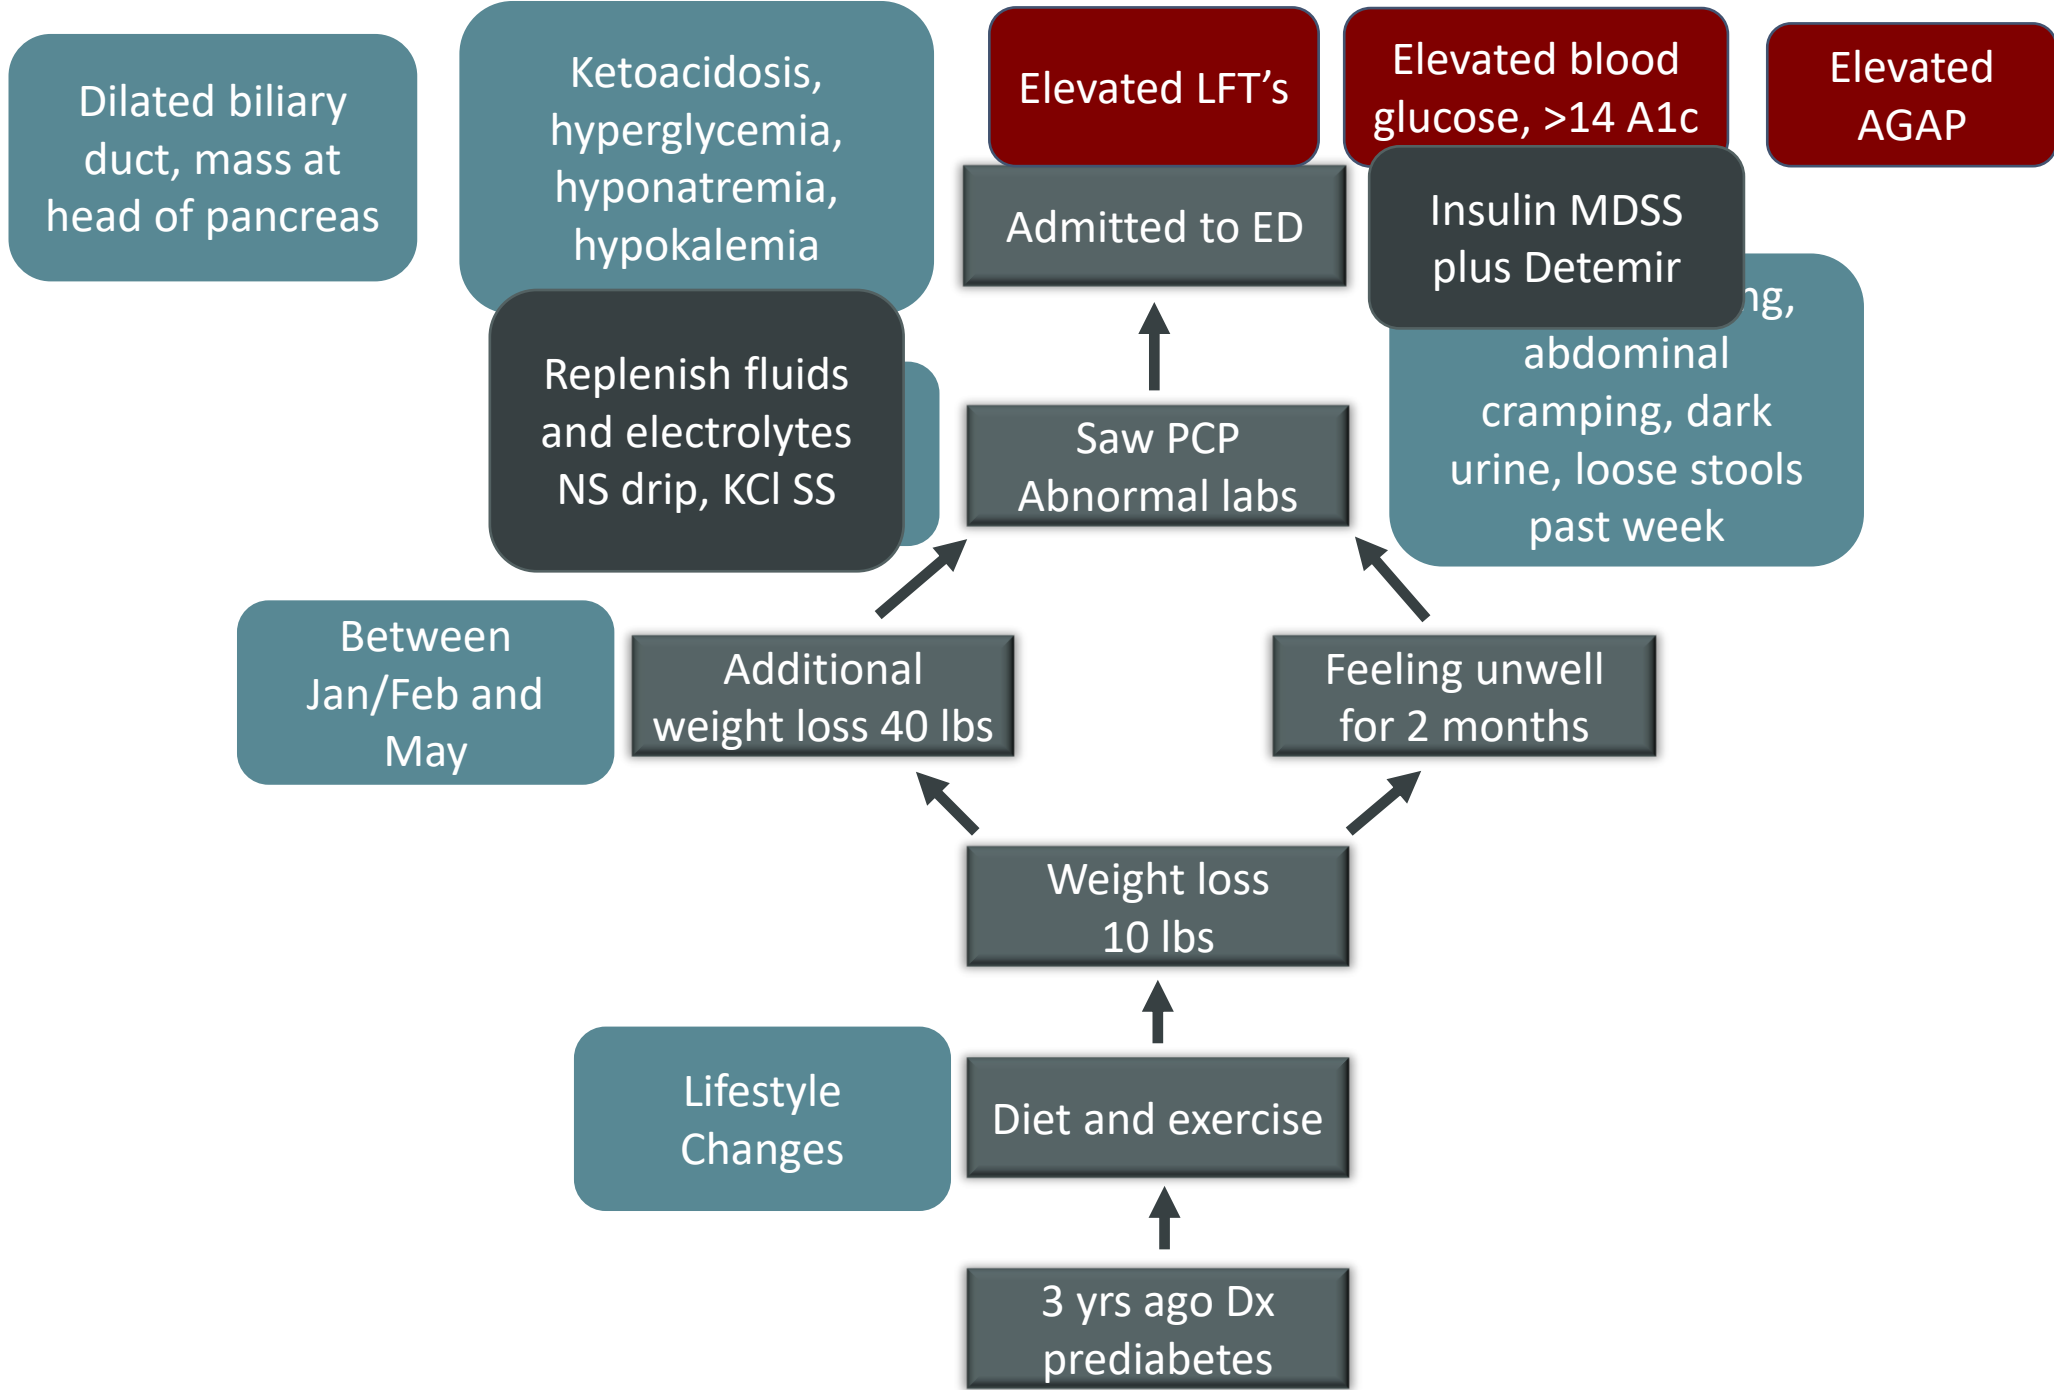 Dilated biliary
duct, mass at
head of pancreas
Ketoacidosis,
hyperglycemia,
hyponatremia,
hypokalemia
Elevated LFT’s
Elevated blood
glucose, >14 A1c
Elevated
AGAP
Admitted to ED
Insulin MDSS
plus Detemir
Replenish fluids
and electrolytes
NS drip, KCl SS
Saw PCP
Abnormal labs
abdominal
cramping, dark
urine, loose stools
past week
Between
Jan/Feb and
May
Additional
weight loss 40 lbs
Feeling unwell
for 2 months
Weight loss
10 lbs
Lifestyle
Changes
Diet and exercise
3 yrs ago Dx
prediabetes